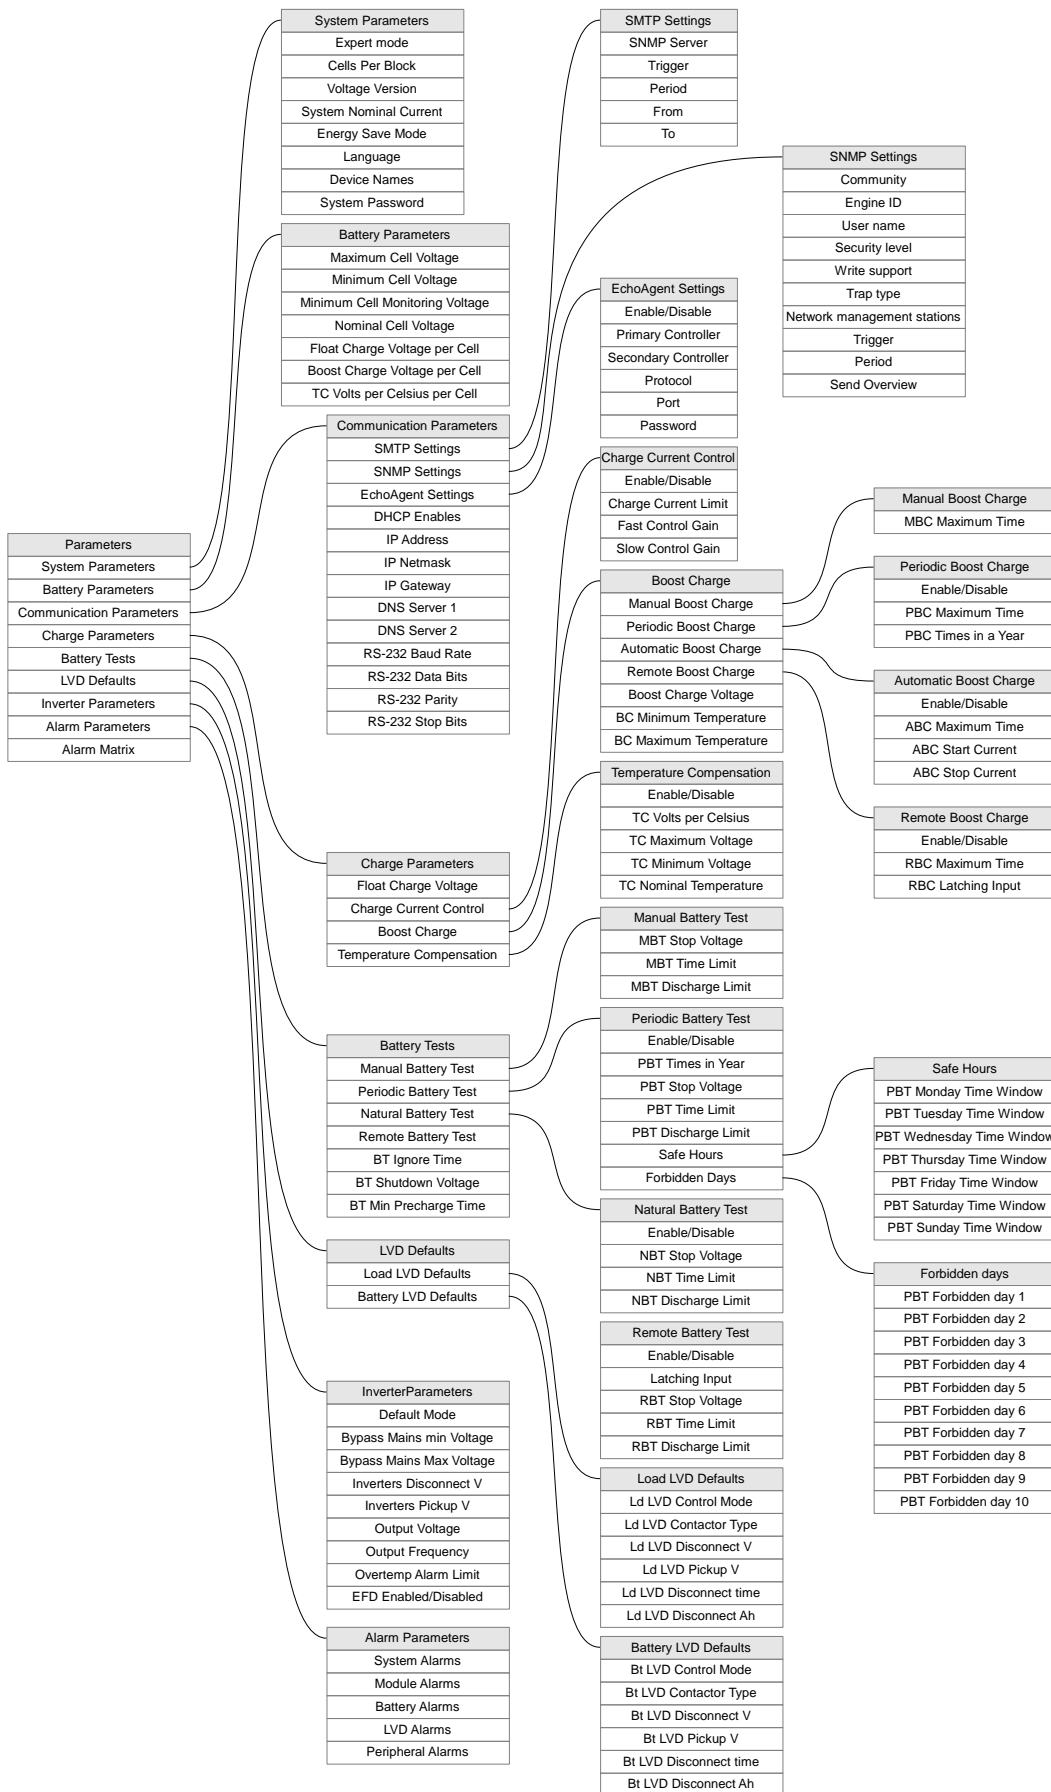 System Parameters
Expert mode
Cells Per Block
Voltage Version
System Nominal Current
Energy Save Mode
Language
Device Names
System Password
SMTP Settings
SNMP Server
Trigger
Period
From
To
SNMP Settings
Community
Engine ID
User name
Security level
Write support
Trap type
Network management stations
Trigger
Period
Send Overview
Battery Parameters
Maximum Cell Voltage
Minimum Cell Voltage
Minimum Cell Monitoring Voltage
Nominal Cell Voltage
Float Charge Voltage per Cell
Boost Charge Voltage per Cell
TC Volts per Celsius per Cell
EchoAgent Settings
Enable/Disable
Primary Controller
Secondary Controller
Protocol
Port
Password
Communication Parameters
SMTP Settings
SNMP Settings
EchoAgent Settings
DHCP Enables
IP Address
IP Netmask
IP Gateway
DNS Server 1
DNS Server 2
RS-232 Baud Rate
RS-232 Data Bits
RS-232 Parity
RS-232 Stop Bits
Charge Current Control
Enable/Disable
Charge Current Limit
Fast Control Gain
Slow Control Gain
Manual Boost Charge
MBC Maximum Time
Parameters
System Parameters
Battery Parameters
Communication Parameters
Charge Parameters
Battery Tests
LVD Defaults
Inverter Parameters
Alarm Parameters
Alarm Matrix
Boost Charge
Manual Boost Charge
Periodic Boost Charge
Automatic Boost Charge
Remote Boost Charge
Boost Charge Voltage
BC Minimum Temperature
BC Maximum Temperature
Periodic Boost Charge
Enable/Disable
PBC Maximum Time
PBC Times in a Year
Automatic Boost Charge
Enable/Disable
ABC Maximum Time
ABC Start Current
ABC Stop Current
Temperature Compensation
Enable/Disable
TC Volts per Celsius
TC Maximum Voltage
TC Minimum Voltage
TC Nominal Temperature
Remote Boost Charge
Enable/Disable
RBC Maximum Time
RBC Latching Input
Charge Parameters
Float Charge Voltage
Charge Current Control
Boost Charge
Temperature Compensation
Manual Battery Test
MBT Stop Voltage
MBT Time Limit
MBT Discharge Limit
Periodic Battery Test
Enable/Disable
PBT Times in Year
PBT Stop Voltage
PBT Time Limit
PBT Discharge Limit
Safe Hours
Forbidden Days
Battery Tests
Manual Battery Test
Periodic Battery Test
Natural Battery Test
Remote Battery Test
BT Ignore Time
BT Shutdown Voltage
BT Min Precharge Time
Safe Hours
PBT Monday Time Window
PBT Tuesday Time Window
PBT Wednesday Time Window
PBT Thursday Time Window
PBT Friday Time Window
PBT Saturday Time Window
PBT Sunday Time Window
Natural Battery Test
Enable/Disable
NBT Stop Voltage
NBT Time Limit
NBT Discharge Limit
LVD Defaults
Load LVD Defaults
Battery LVD Defaults
Forbidden days
PBT Forbidden day 1
PBT Forbidden day 2
PBT Forbidden day 3
PBT Forbidden day 4
PBT Forbidden day 5
PBT Forbidden day 6
PBT Forbidden day 7
PBT Forbidden day 8
PBT Forbidden day 9
PBT Forbidden day 10
Remote Battery Test
Enable/Disable
Latching Input
RBT Stop Voltage
RBT Time Limit
RBT Discharge Limit
InverterParameters
Default Mode
Bypass Mains min Voltage
Bypass Mains Max Voltage
Inverters Disconnect V
Inverters Pickup V
Output Voltage
Output Frequency
Overtemp Alarm Limit
EFD Enabled/Disabled
Load LVD Defaults
Ld LVD Control Mode
Ld LVD Contactor Type
Ld LVD Disconnect V
Ld LVD Pickup V
Ld LVD Disconnect time
Ld LVD Disconnect Ah
Alarm Parameters
System Alarms
Module Alarms
Battery Alarms
LVD Alarms
Peripheral Alarms
Battery LVD Defaults
Bt LVD Control Mode
Bt LVD Contactor Type
Bt LVD Disconnect V
Bt LVD Pickup V
Bt LVD Disconnect time
Bt LVD Disconnect Ah